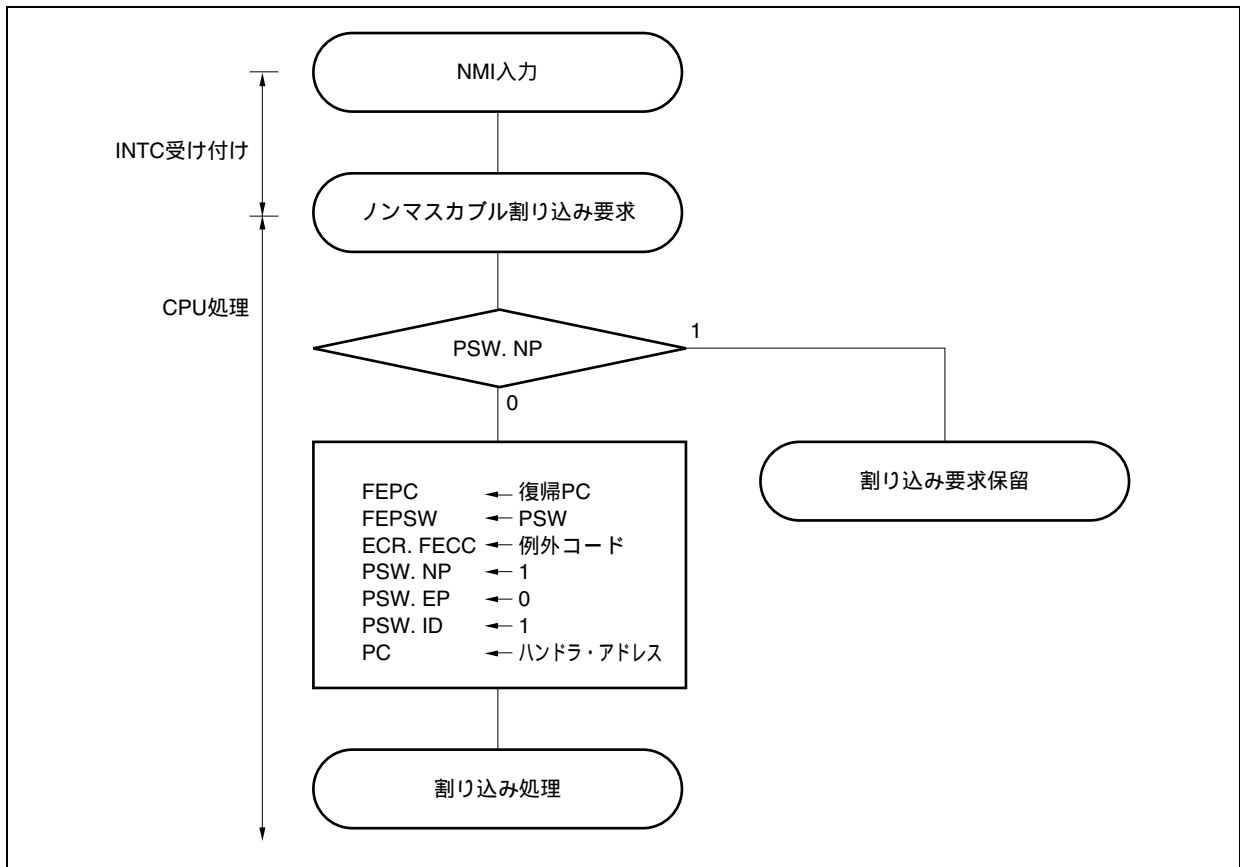 NMI入力
INTC受け付け
ノンマスカブル割り込み要求
CPU処理
PSW. NP
1
0
割り込み要求保留
FEPC ← 復帰PC
FEPSW ← PSW
ECR. FECC ← 例外コード
PSW. NP ← 1
PSW. EP ← 0
PSW. ID ← 1
PC ← ハンドラ・アドレス
割り込み処理